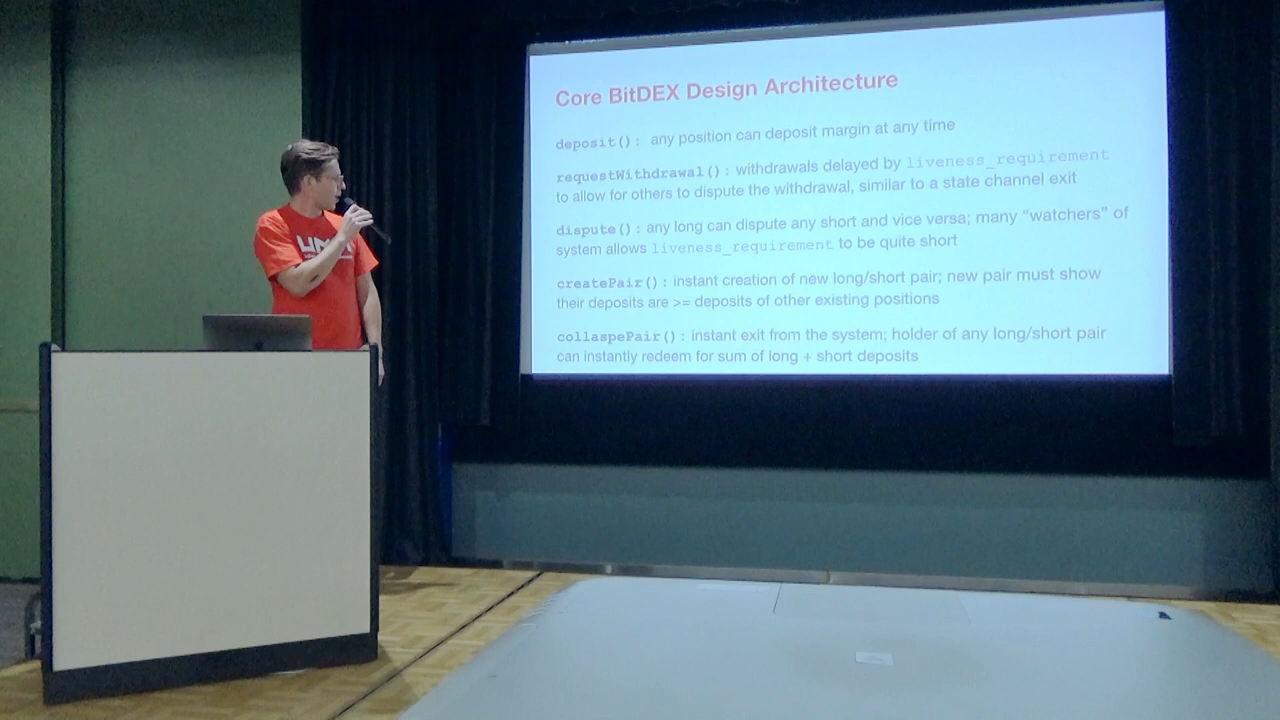 Core BitDEX Design Architecture
deposit(): any position can deposit margin at any time
requestWithdrawal(): withdrawals delayed by liveness_requirement
to allow for others to dispute the withdrawal, similar to a state channel exit
dispute(): any long can dispute any short and vice versa; many “watchers” of
system allows liveness_requirement to be quite short
createPair(): instant creation of new long/short pair; new pair must show
their deposits are >= deposits of other existing positions
collaspePair(): instant exit from the system; holder of any long/short pair
can instantly redeem for sum of long + short deposits